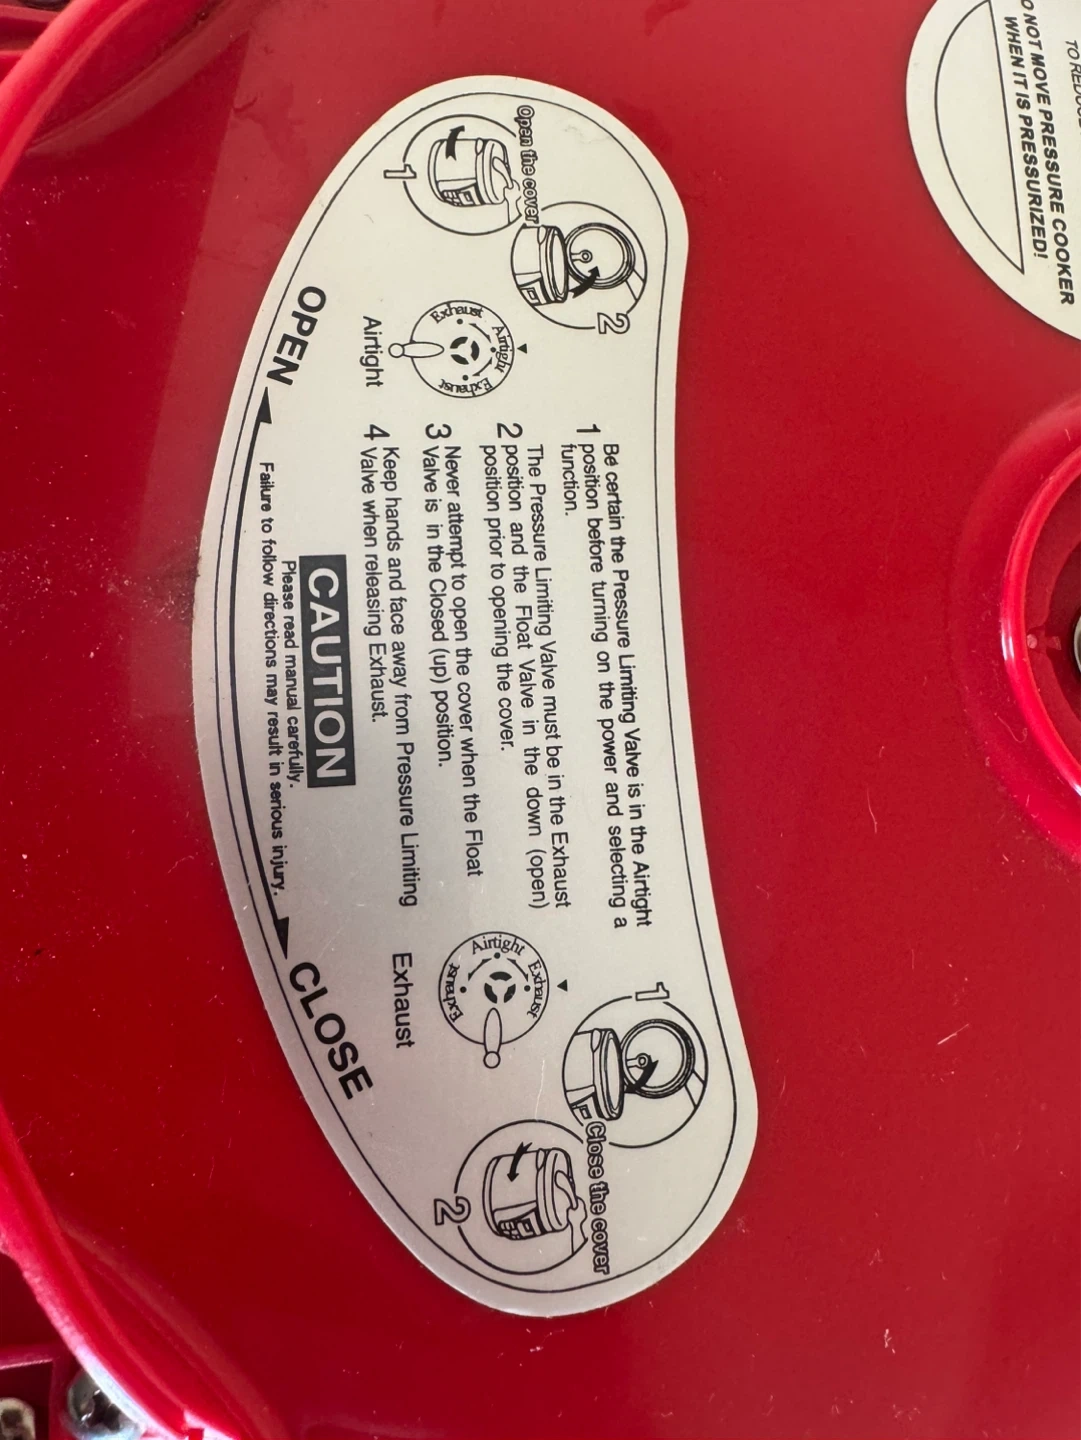 TO REDUC
O NOT MOVE PRESSURE COOKER
WHEN IT IS PRESSURIZED!
Open the cover
1
2
Exhaust
Airtight
Exhaust
Airtight
1 Be certain the Pressure Limiting Valve is in the Airtight
position before turning on the power and selecting a
function.
2 The Pressure Limiting Valve must be in the Exhaust
position and the Float Valve in the down (open)
position prior to opening the cover.
3 Never attempt to open the cover when the Float
Valve is in the Closed (up) position.
4 Keep hands and face away from Pressure Limiting
Valve when releasing Exhaust.
Airtight
Exhaust
Exhaust
Exhaust
1
Close the cover
2
OPEN
CAUTION
Please read manual carefully.
Failure to follow directions may result in serious injury.
CLOSE